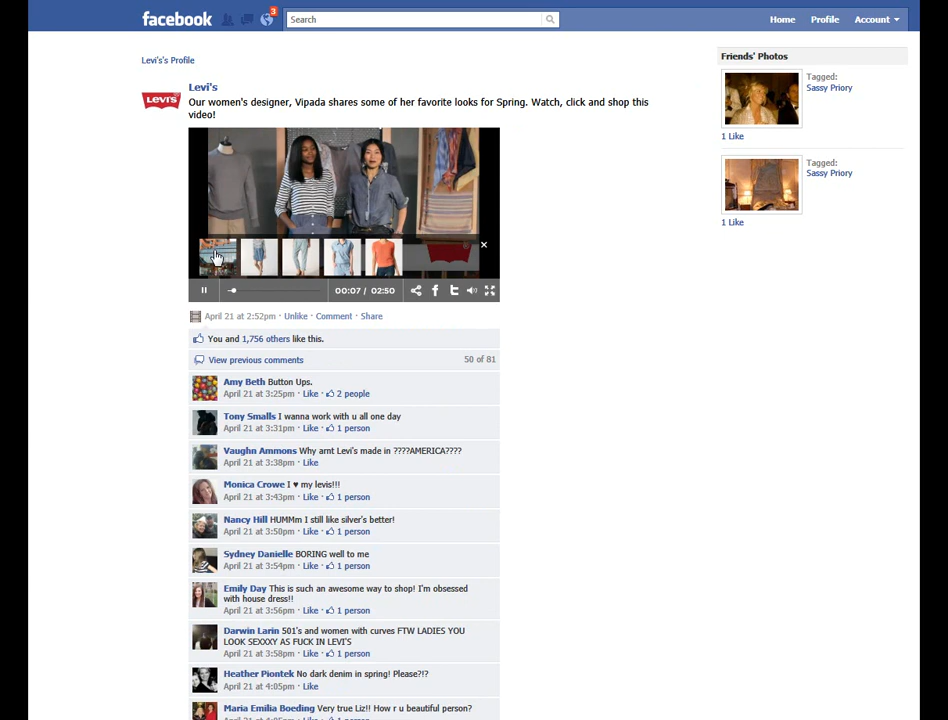 facebook
3
Search
Home Profile Account
Levi's's Profile
LEVI'S
Levi's
Our women's designer, Vipada shares some of her favorite looks for Spring. Watch, click and shop this
video!
00:07 / 02:50
April 21 at 2:52pm · Unlike · Comment · Share
You and 1,756 others like this.
View previous comments 50 of 81
Amy Beth Button Ups.
April 21 at 3:25pm · Like · 2 people
Tony Smalls I wanna work with u all one day
April 21 at 3:31pm · Like · 1 person
Vaughn Ammons Why arnt Levi's made in ????AMERICA????
April 21 at 3:38pm · Like
Monica Crowe I ♥ my levis!!!
April 21 at 3:43pm · Like · 1 person
Nancy Hill HUMMm I still like silver's better!
April 21 at 3:50pm · Like · 1 person
Sydney Danielle BORING well to me
April 21 at 3:54pm · Like · 1 person
Emily Day This is such an awesome way to shop! I'm obsessed
with house dress!!
April 21 at 3:56pm · Like · 1 person
Darwin Larin 501's and women with curves FTW LADIES YOU
LOOK SEXXXY AS FUCK IN LEVI'S
April 21 at 3:58pm · Like · 1 person
Heather Piontek No dark denim in spring! Please?!?
April 21 at 4:05pm · Like
Maria Emilia Boeding Very true Liz!! How r u beautiful person?
Friends' Photos
Tagged:
Sassy Priory
1 Like
Tagged:
Sassy Priory
1 Like